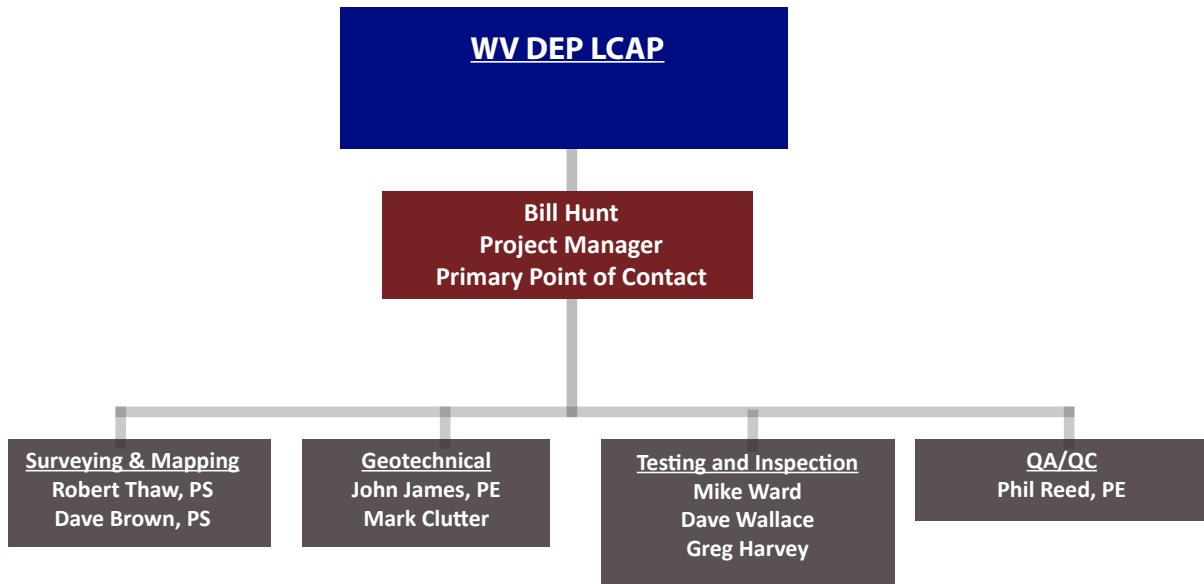 WV DEP LCAP
Bill Hunt
Project Manager
Primary Point of Contact
Surveying & Mapping
Robert Thaw, PS
Dave Brown, PS
Geotechnical
John James, PE
Mark Clutter
Testing and Inspection
Mike Ward
Dave Wallace
Greg Harvey
QA/QC
Phil Reed, PE